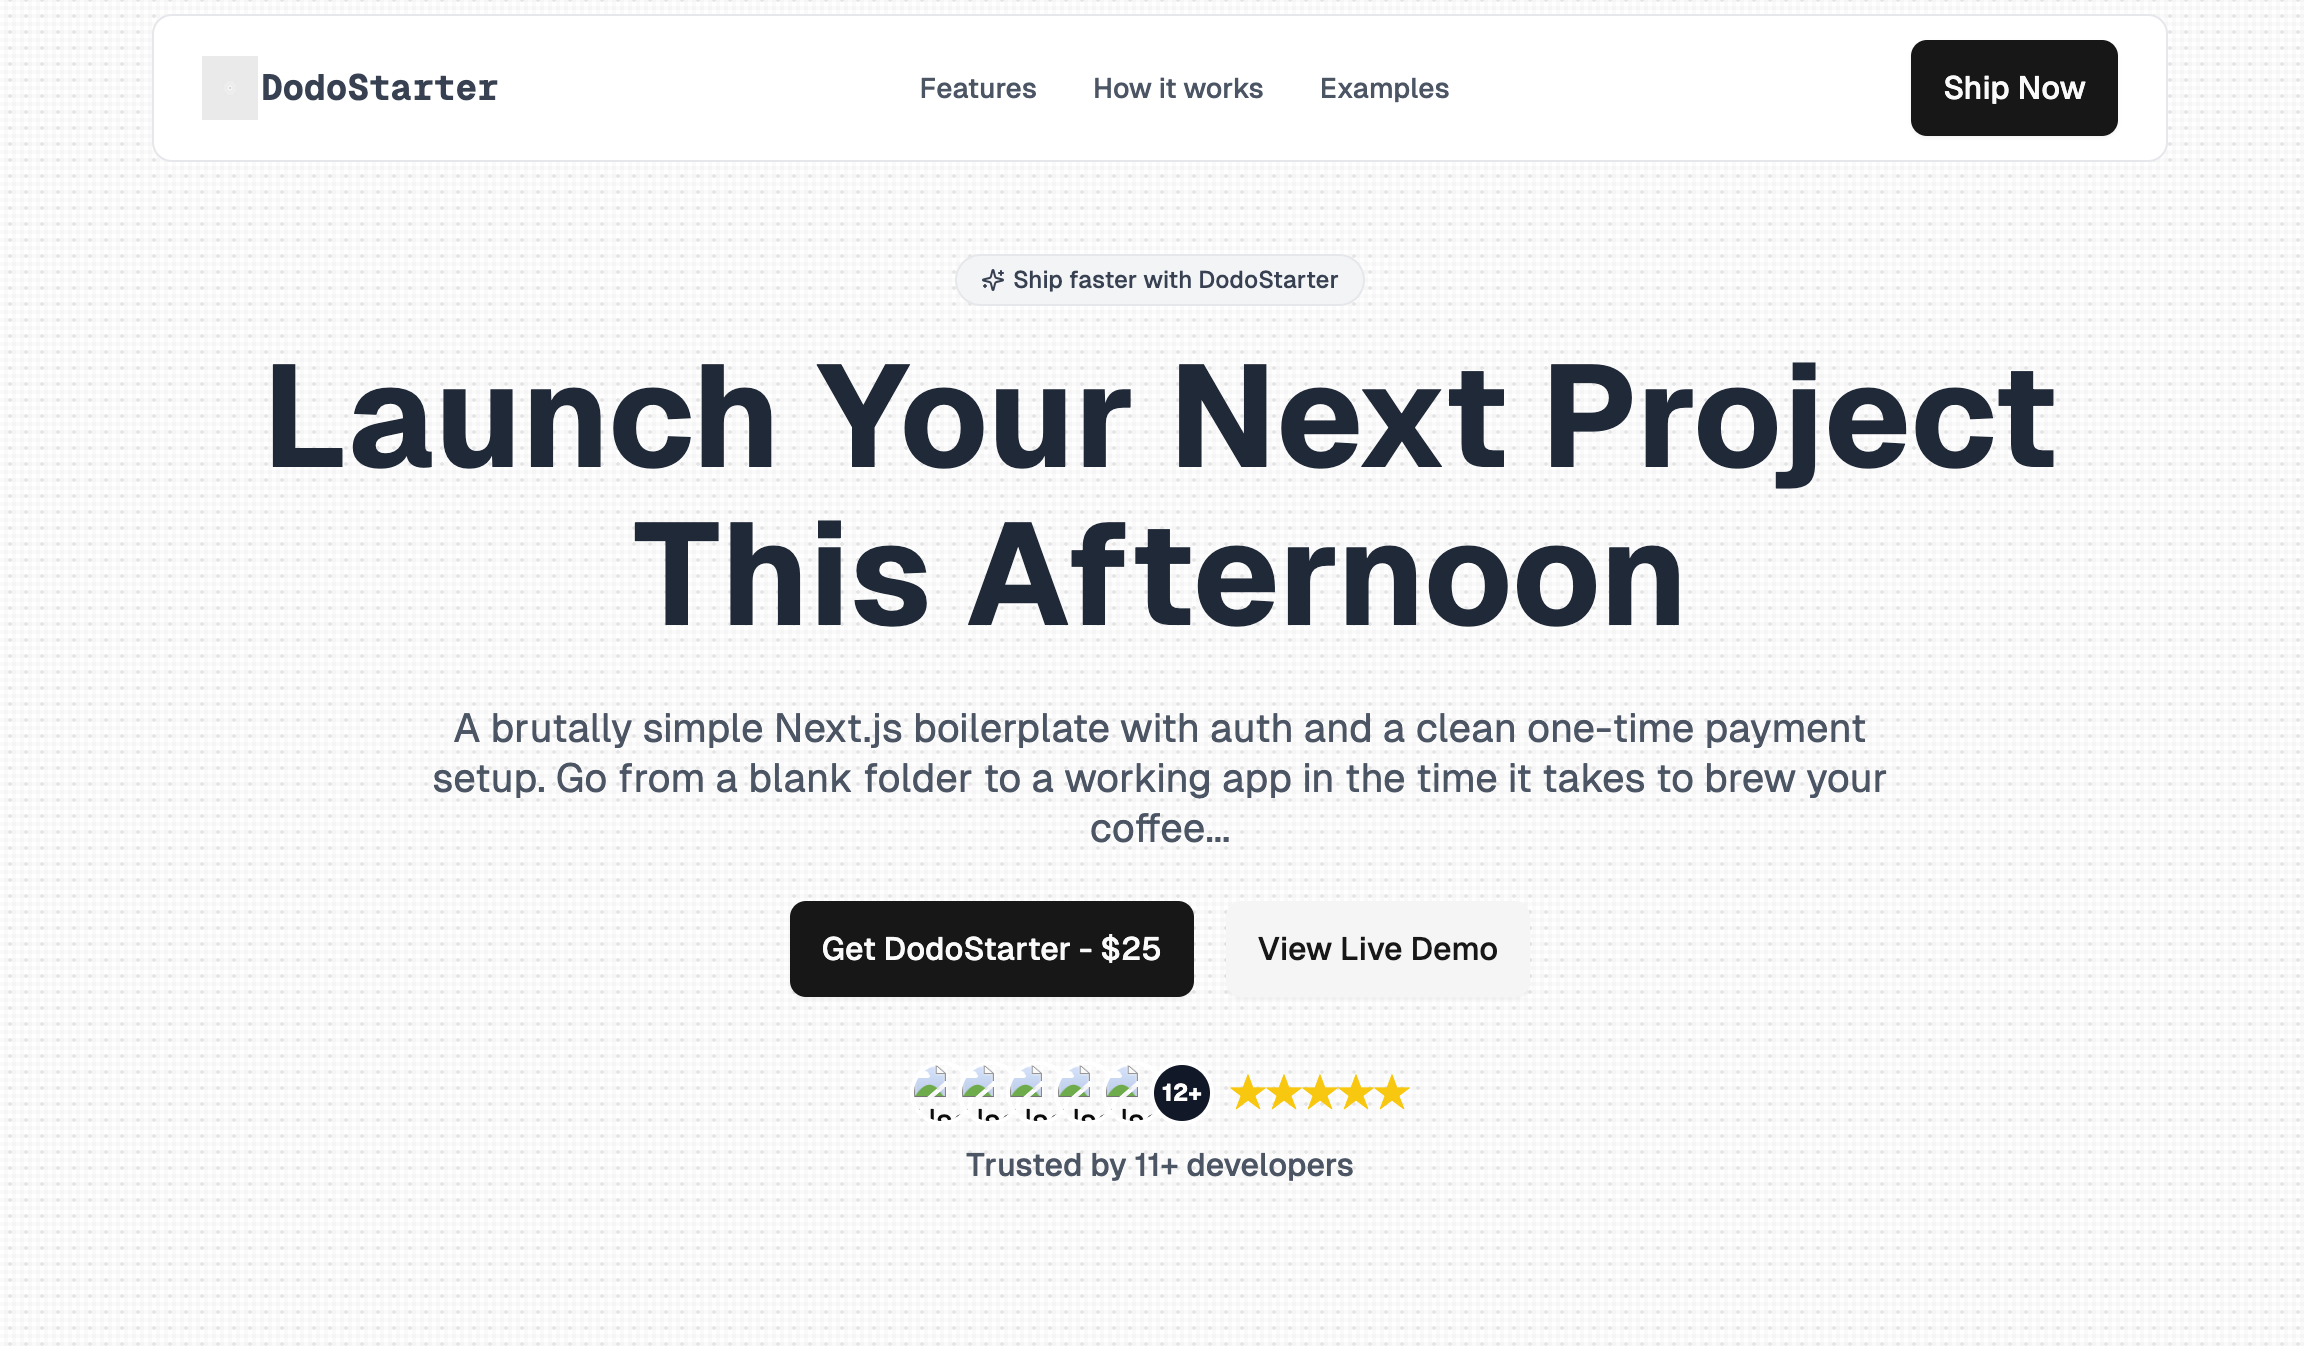 DodoStarter
Features
How it works
Examples
Ship Now
Ship faster with DodoStarter
Launch Your Next Project
This Afternoon
A brutally simple Next.js boilerplate with auth and a clean one-time payment
setup. Go from a blank folder to a working app in the time it takes to brew your
coffee...
Get DodoStarter - $25
View Live Demo
12+
Trusted by 11+ developers